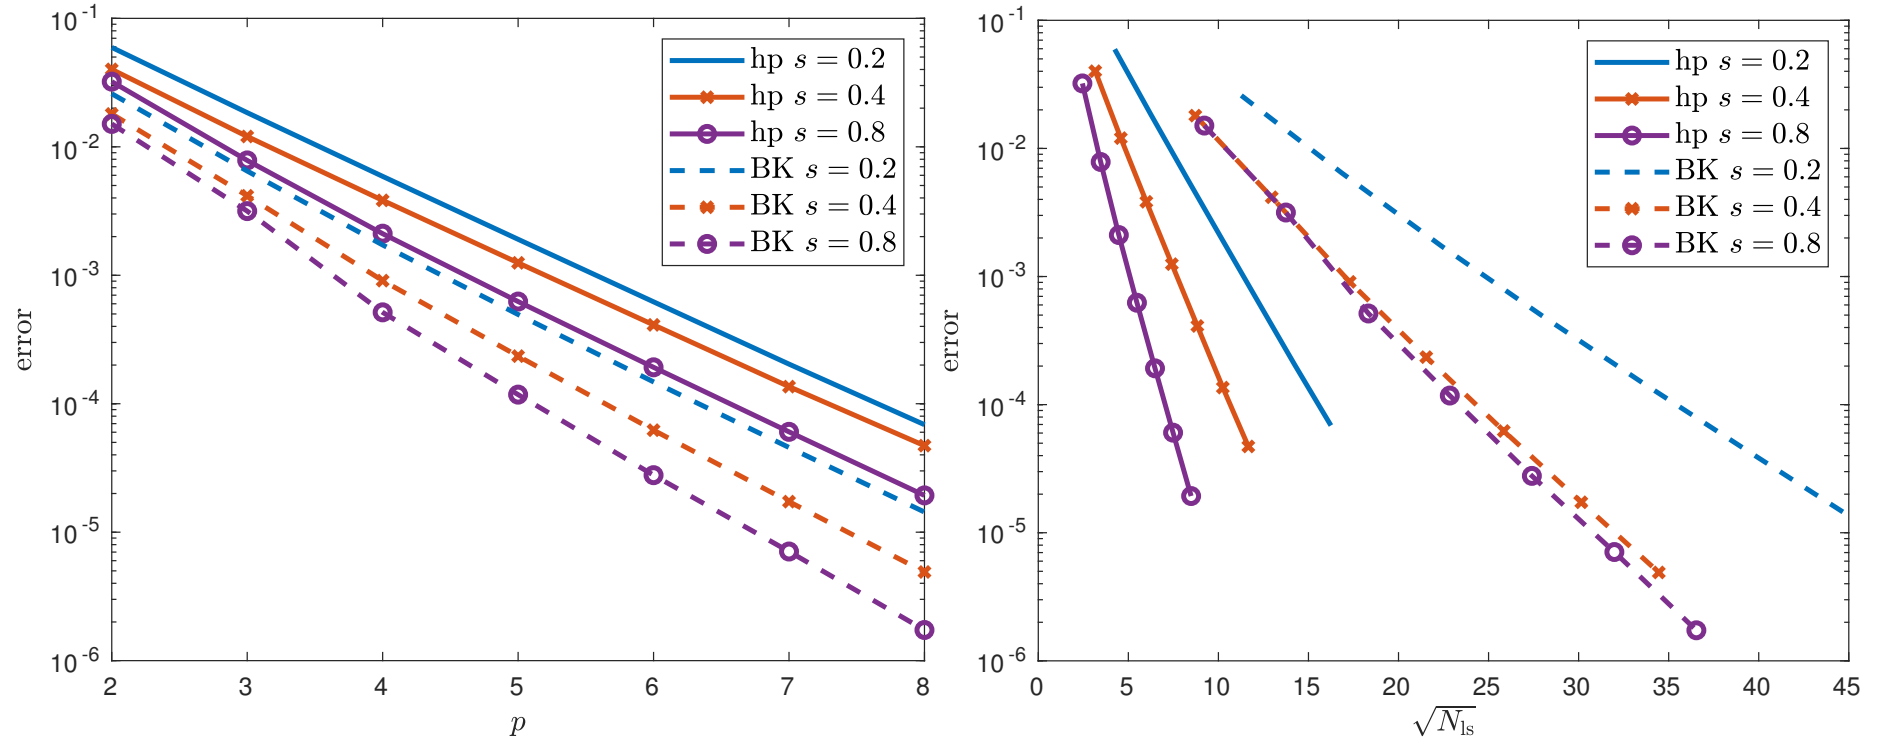 10^-1
10^-2
10^-3
10^-4
10^-5
10^-6
error
2 3 4 5 6 7 8
p
hp s = 0.2
hp s = 0.4
hp s = 0.8
BK s = 0.2
BK s = 0.4
BK s = 0.8
10^-1
10^-2
10^-3
10^-4
10^-5
10^-6
error
0 5 10 15 20 25 30 35 40 45
√N_ls
hp s = 0.2
hp s = 0.4
hp s = 0.8
BK s = 0.2
BK s = 0.4
BK s = 0.8